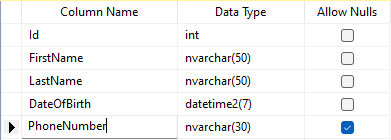 Column Name Data Type Allow Nulls
Id int
FirstName nvarchar(50)
LastName nvarchar(50)
DateOfBirth datetime2(7)
PhoneNumber nvarchar(30)